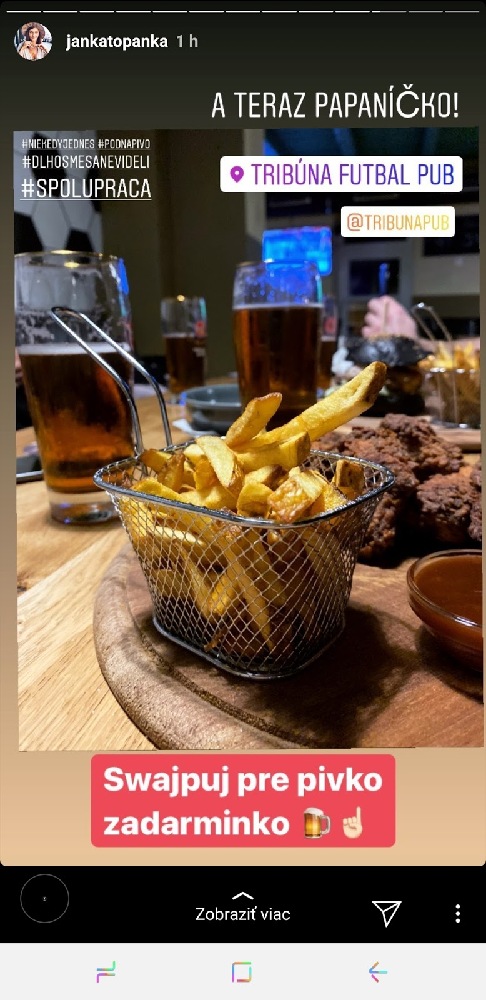 jankatopanka 1 h
A TERAZ PAPANÍČKO!
#NIEKEDYJEDNES #PODNAPIVO
#DLHOSMESANEVIDELI
#SPOLUPRACA
TRIBÚNA FUTBAL PUB
@TRIBUNAPUB
Swajpuj pre pivko
zadarminko 🍺☝🏻
Zobraziť viac